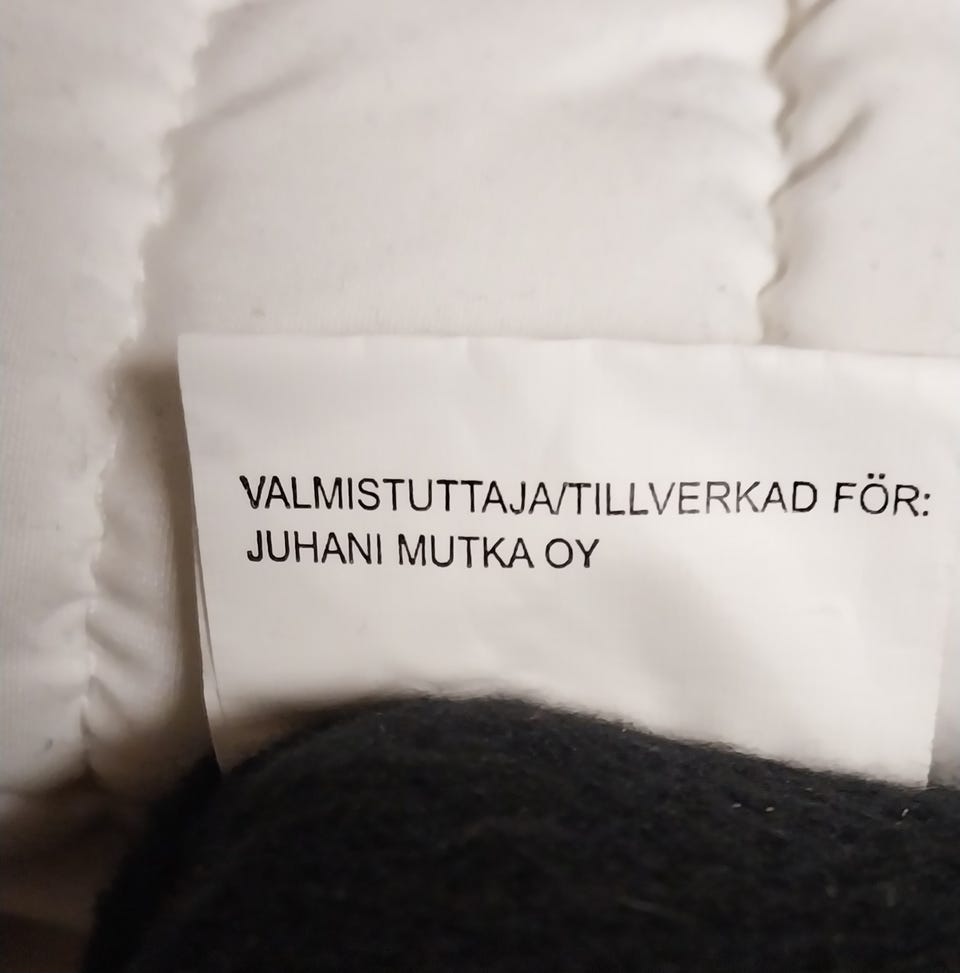 VALMISTUTTAJA/TILLVERKAD FÖR:
JUHANI MUTKA OY